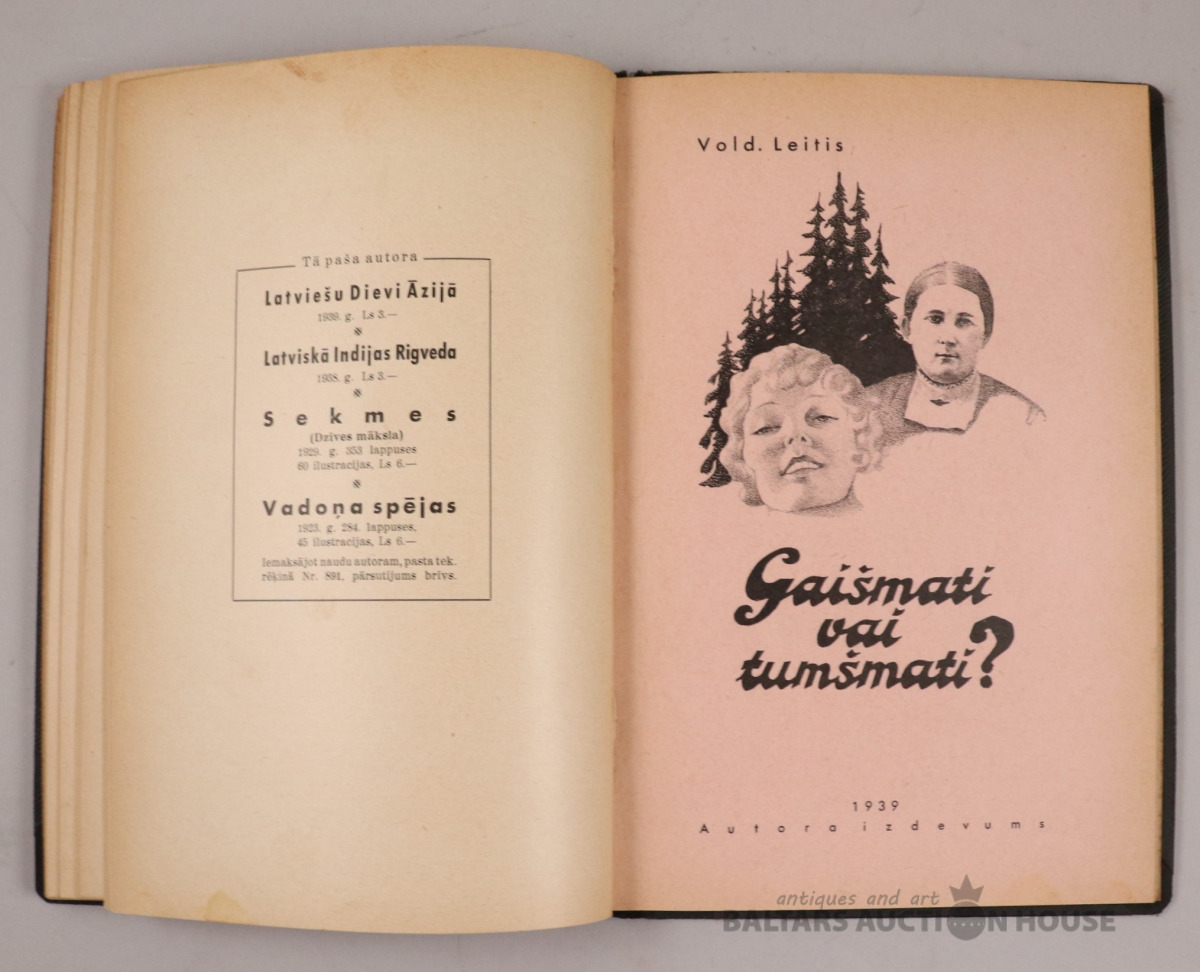 Tā paša autora
Latviešu Dievi Āzijā
1939. g. Ls 3.—
Latviskā Indijas Rigveda
1938. g. Ls 3.—
Sekmes
(Dzīves māksla)
1929. g. 353 lappuses
60 ilustracijas, Ls 6.—
Vadoņa spējas
1923. g. 284 lappuses,
45 ilustracijas, Ls 6.—
Iemaksājot naudu autoram, pasta tek.
rēķinā Nr. 891, pārsutijums brīvs.
Vold. Leitis
Gaišmati
vai
tumšmati?
1939
Autora izdevums
antiques and art
BALTARS AUCTION HOUSE